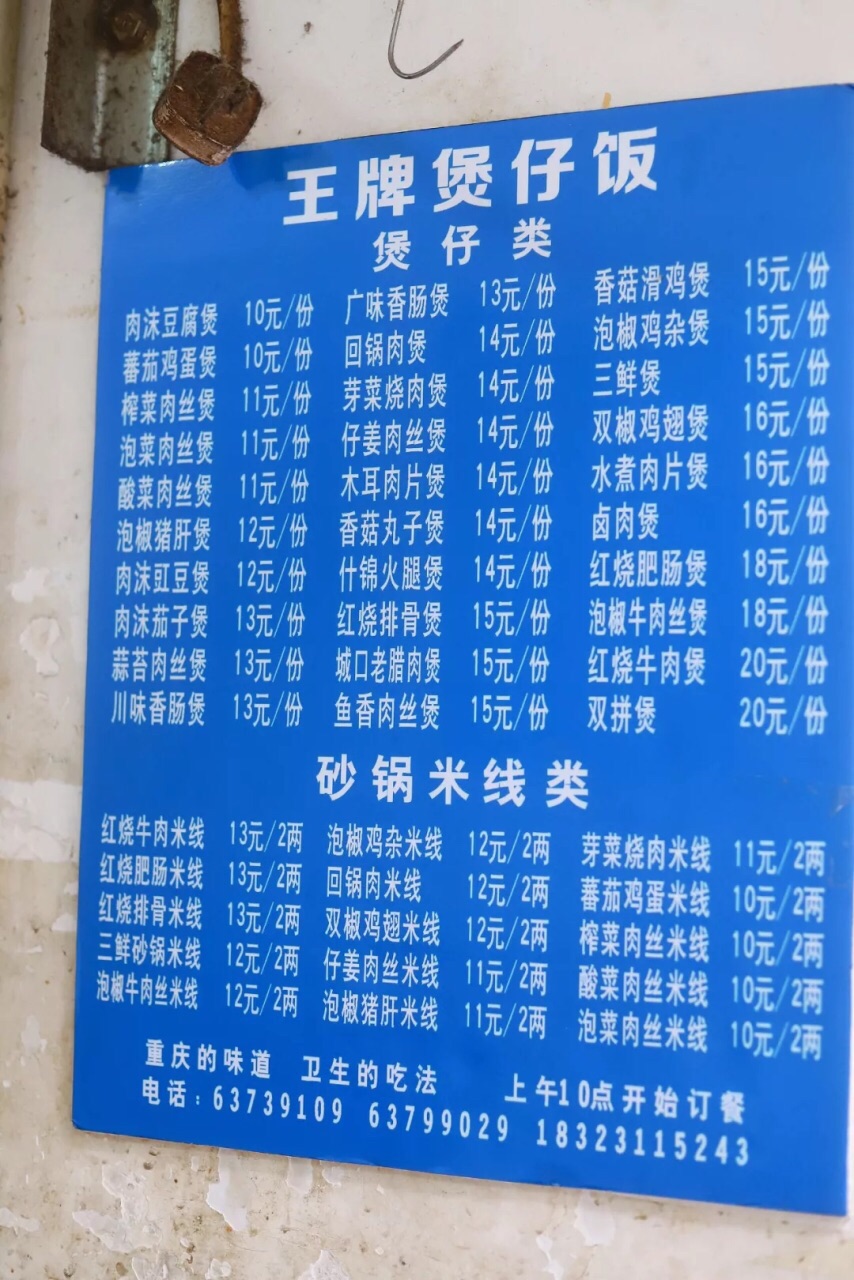 王牌煲仔饭
煲仔类
肉沫豆腐煲 10元/份 广味香肠煲 13元/份 香菇滑鸡煲 15元/份
蕃茄鸡蛋煲 10元/份 回锅肉煲 14元/份 泡椒鸡杂煲 15元/份
榨菜肉丝煲 11元/份 芽菜烧肉煲 14元/份 三鲜煲 15元/份
泡菜肉丝煲 11元/份 仔姜肉丝煲 14元/份 双椒鸡翅煲 16元/份
酸菜肉丝煲 11元/份 木耳肉片煲 14元/份 水煮肉片煲 16元/份
泡椒猪肝煲 12元/份 香菇丸子煲 14元/份 卤肉煲 16元/份
肉沫豇豆煲 12元/份 什锦火腿煲 14元/份 红烧肥肠煲 18元/份
肉沫茄子煲 13元/份 红烧排骨煲 15元/份 泡椒牛肉丝煲 18元/份
蒜苔肉丝煲 13元/份 城口老腊肉煲 15元/份 红烧牛肉煲 20元/份
川味香肠煲 13元/份 鱼香肉丝煲 15元/份 双拼煲 20元/份
砂锅米线类
红烧牛肉米线 13元/2两 泡椒鸡杂米线 12元/2两 芽菜烧肉米线 11元/2两
红烧肥肠米线 13元/2两 回锅肉米线 12元/2两 蕃茄鸡蛋米线 10元/2两
红烧排骨米线 13元/2两 双椒鸡翅米线 12元/2两 榨菜肉丝米线 10元/2两
三鲜砂锅米线 12元/2两 仔姜肉丝米线 11元/2两 酸菜肉丝米线 10元/2两
泡椒牛肉丝米线 12元/2两 泡椒猪肝米线 11元/2两 泡菜肉丝米线 10元/2两
重庆的味道 卫生的吃法 上午10点开始订餐
电话：63739109 63799029 18323115243